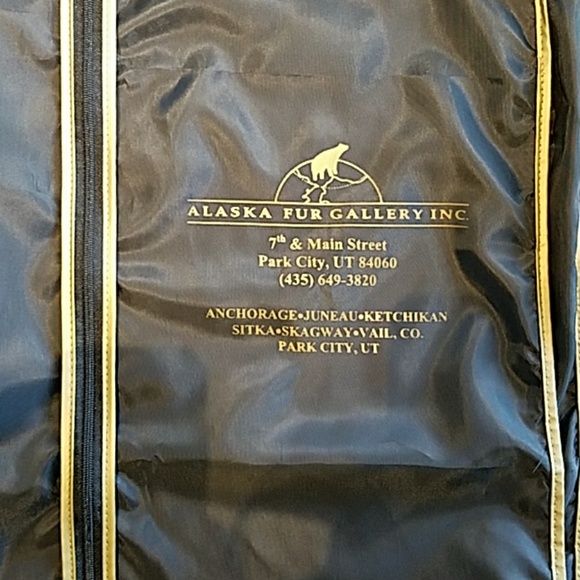 ALASKA FUR GALLERY INC.
7th & Main Street
Park City, UT 84060
(435) 649-3820
ANCHORAGE•JUNEAU•KETCHIKAN
SITKA•SKAGWAY•VAIL, CO.
PARK CITY, UT